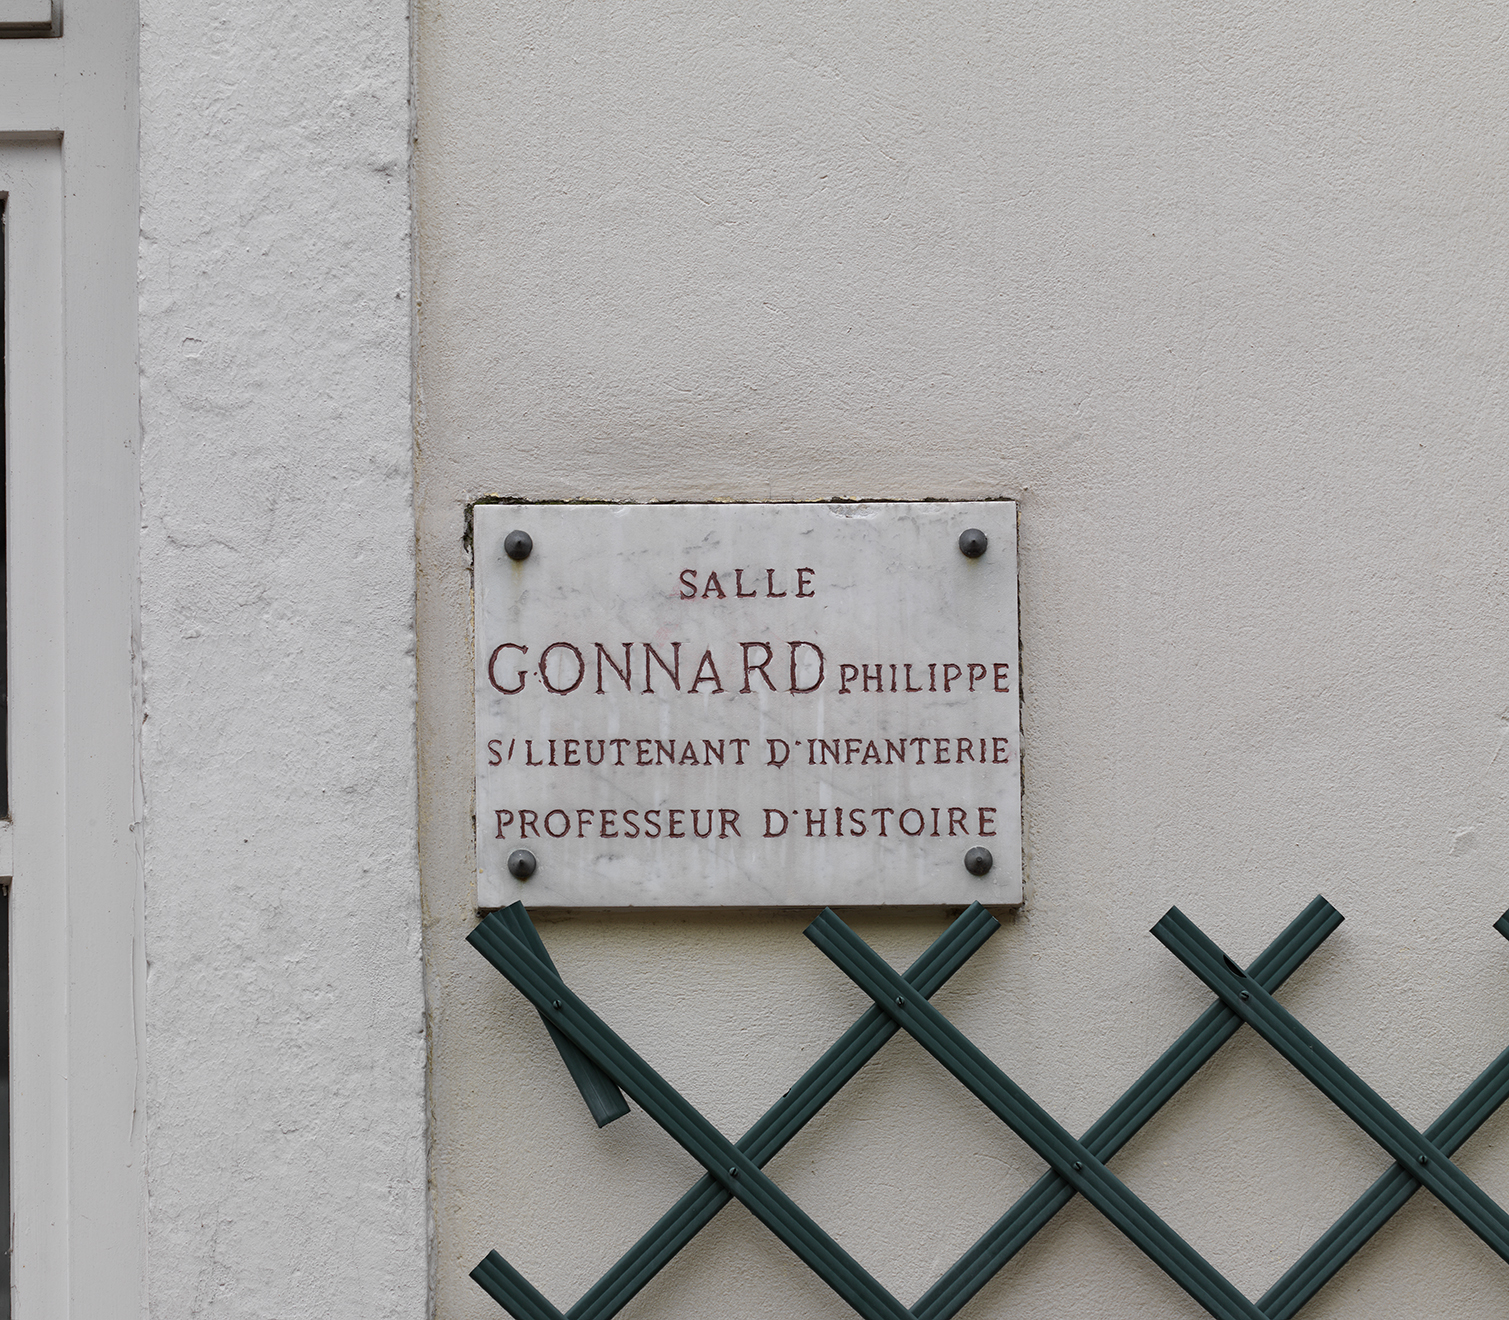 SALLE
GONNARD PHILIPPE
S/LIEUTENANT D'INFANTERIE
PROFESSEUR D'HISTOIRE